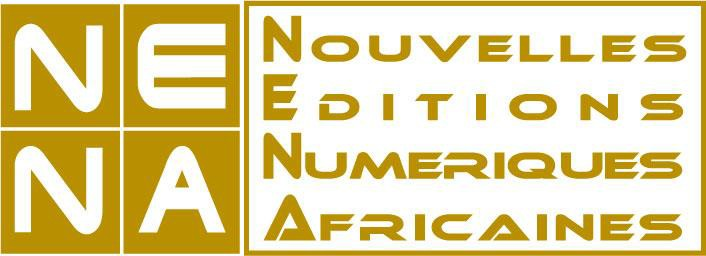 NE
NA
NOUVELLES
EDITIONS
NUMERIQUES
AFRICAINES